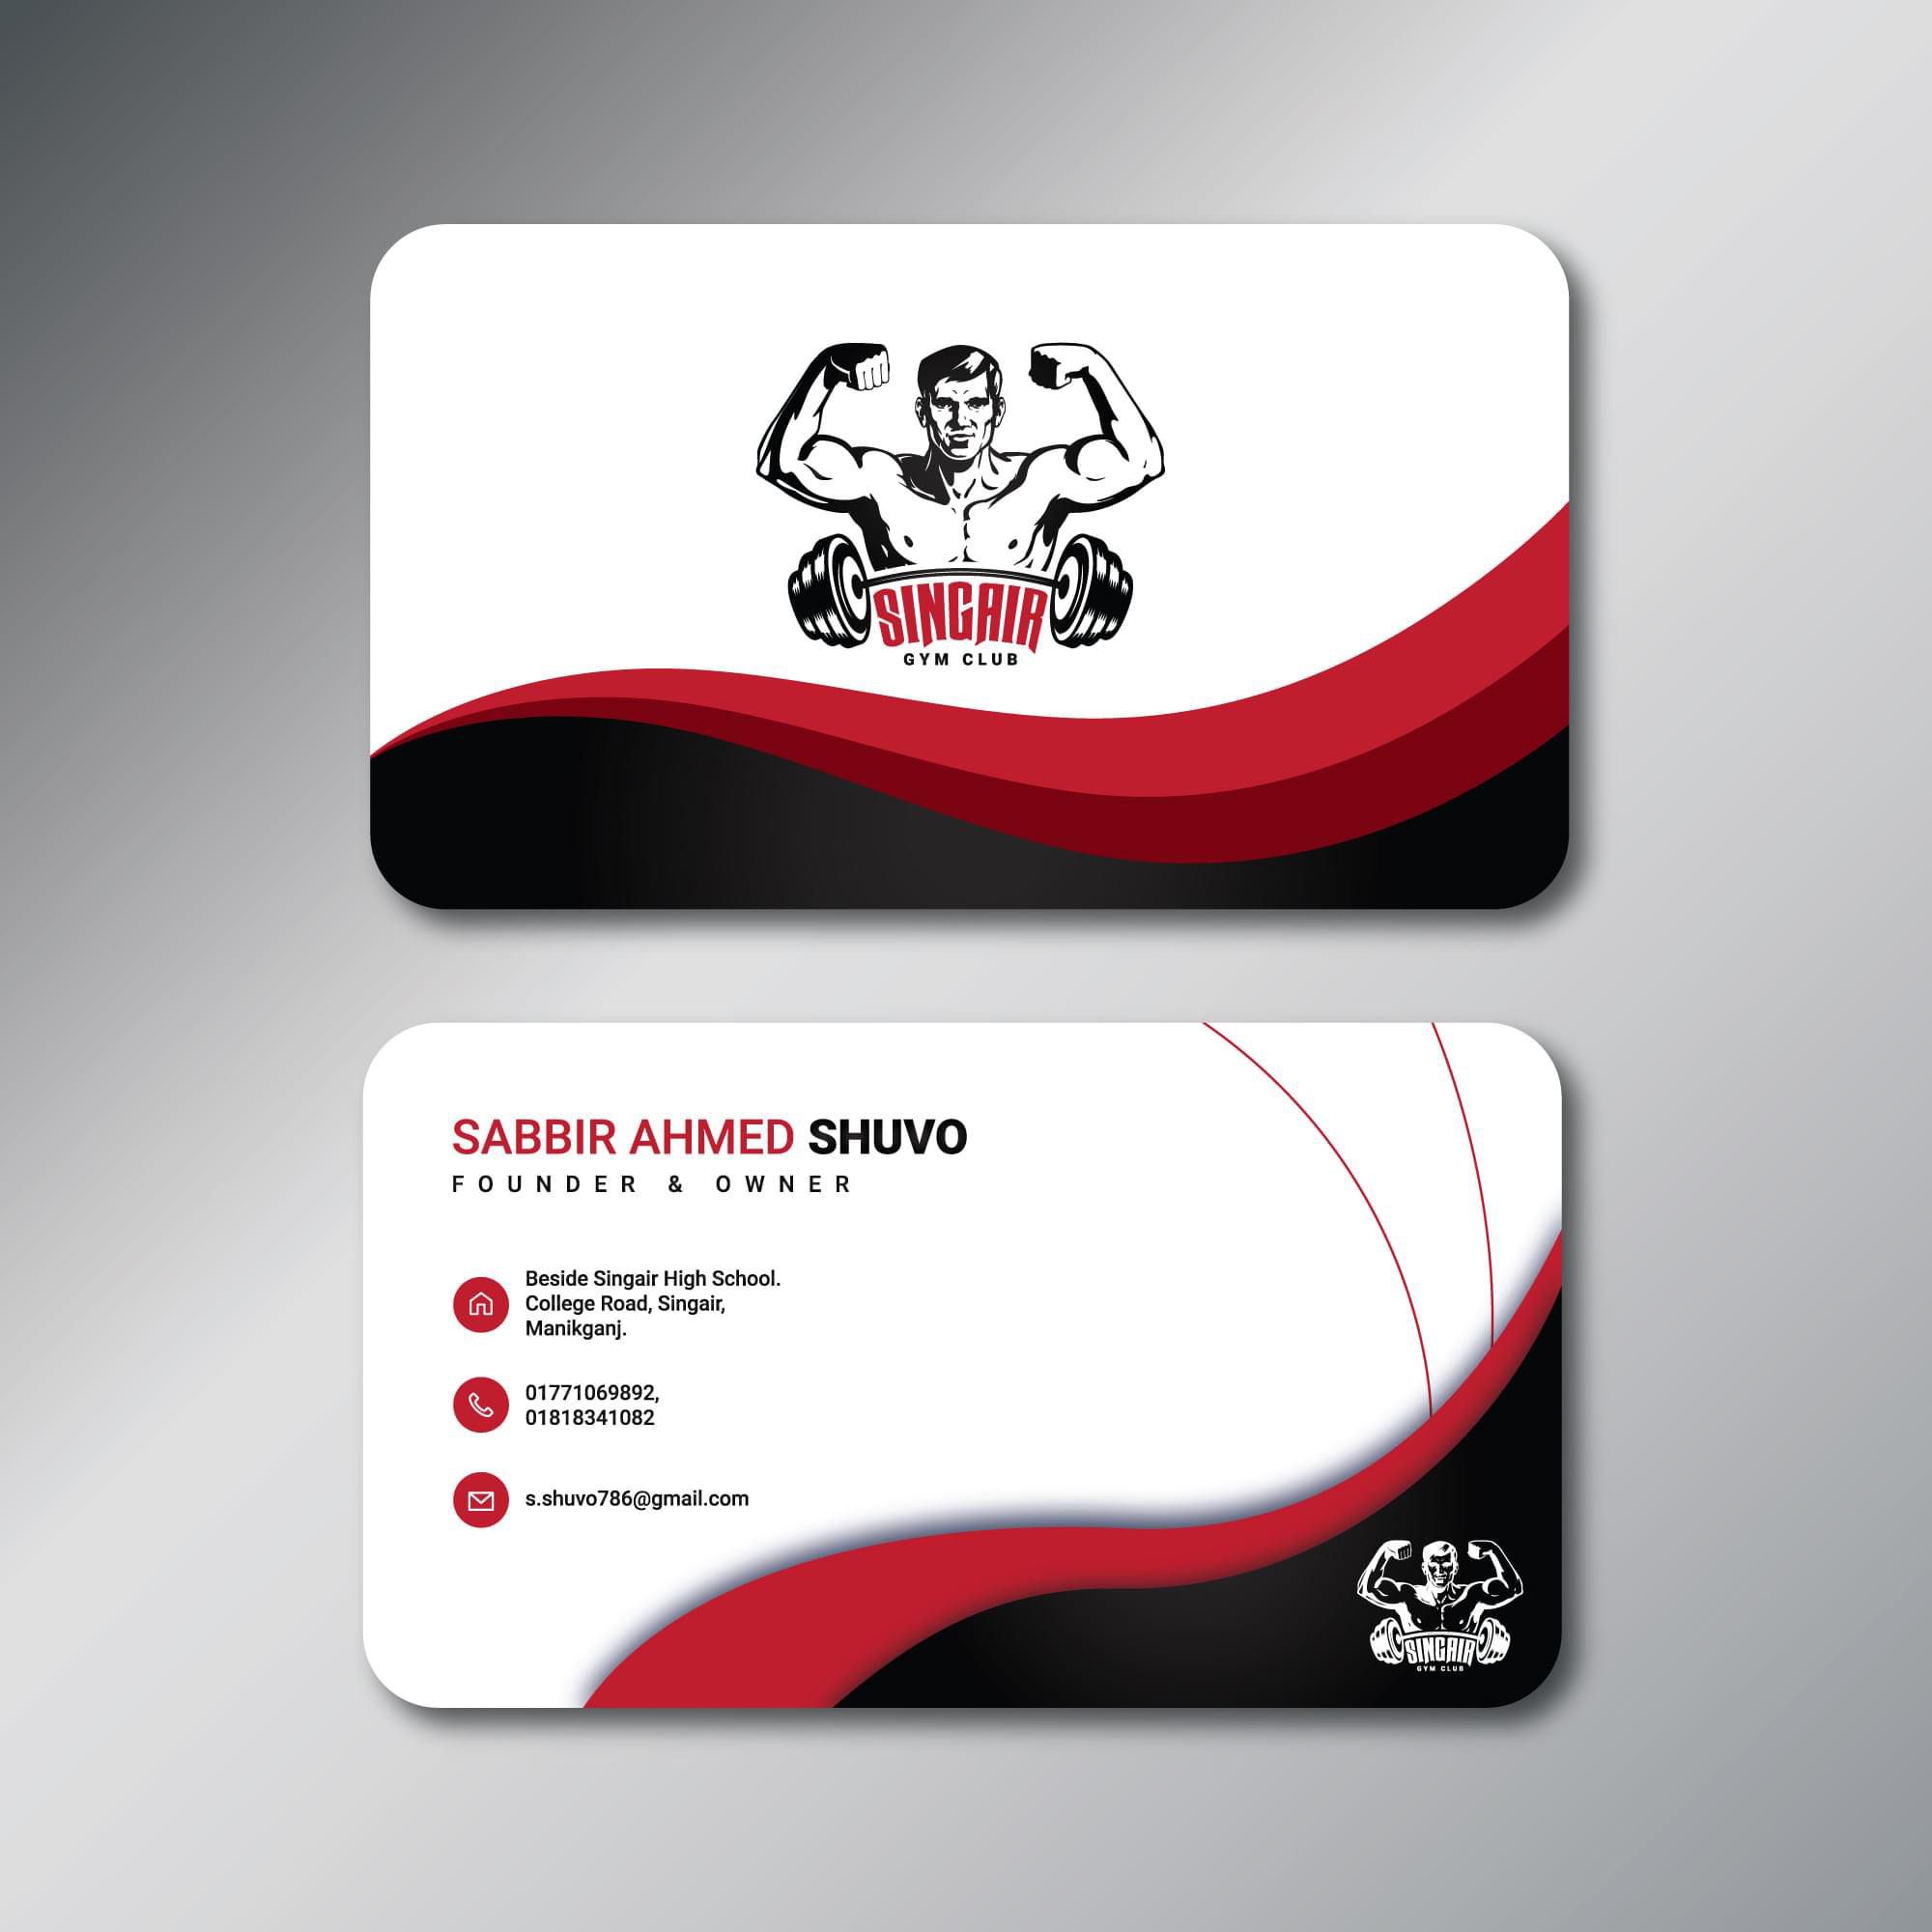 SINGAIR
GYM CLUB
SABBIR AHMED SHUVO
FOUNDER & OWNER
Beside Singair High School.
College Road, Singair,
Manikganj.
01771069892,
01818341082
s.shuvo786@gmail.com
SINGAIR
GYM CLUB